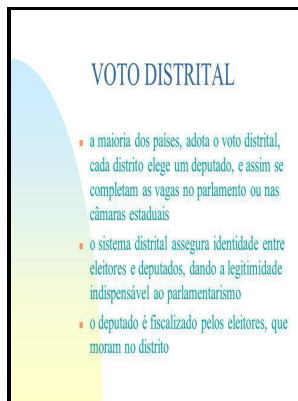 VOTO DISTRITAL
a maioria dos países, adota o voto distrital,
cada distrito elege um deputado, e assim se
completam as vagas no parlamento ou nas
câmaras estaduais
o sistema distrital assegura identidade entre
eleitores e deputados, dando a legitimidade
indispensável ao parlamentarismo
o deputado é fiscalizado pelos eleitores, que
moram no distrito